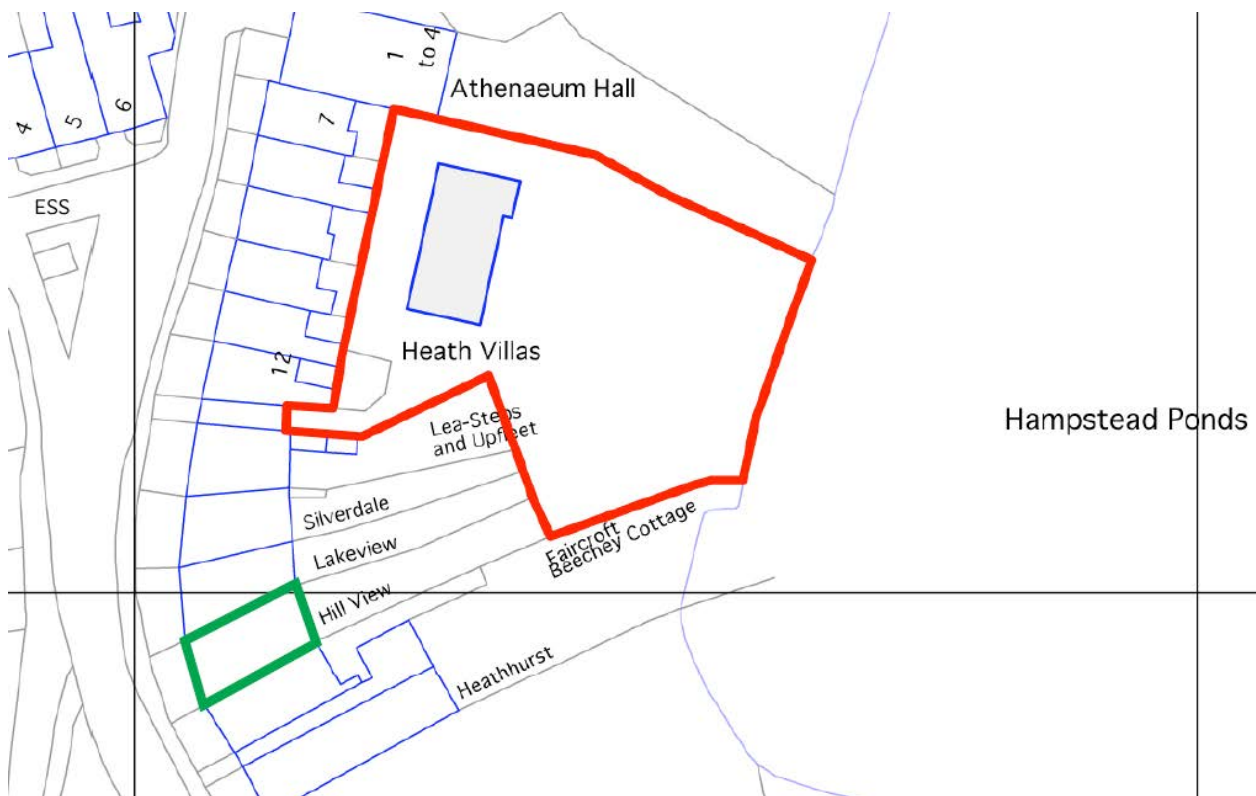 1
to 4
Athenaeum Hall
4
5
6
7
ESS
Heath Villas
12
Lea-Steps
and Upfleet
Hampstead Ponds
Silverdale
Lakeview
Faircroft
Beechey Cottage
Hill View
Heathhurst